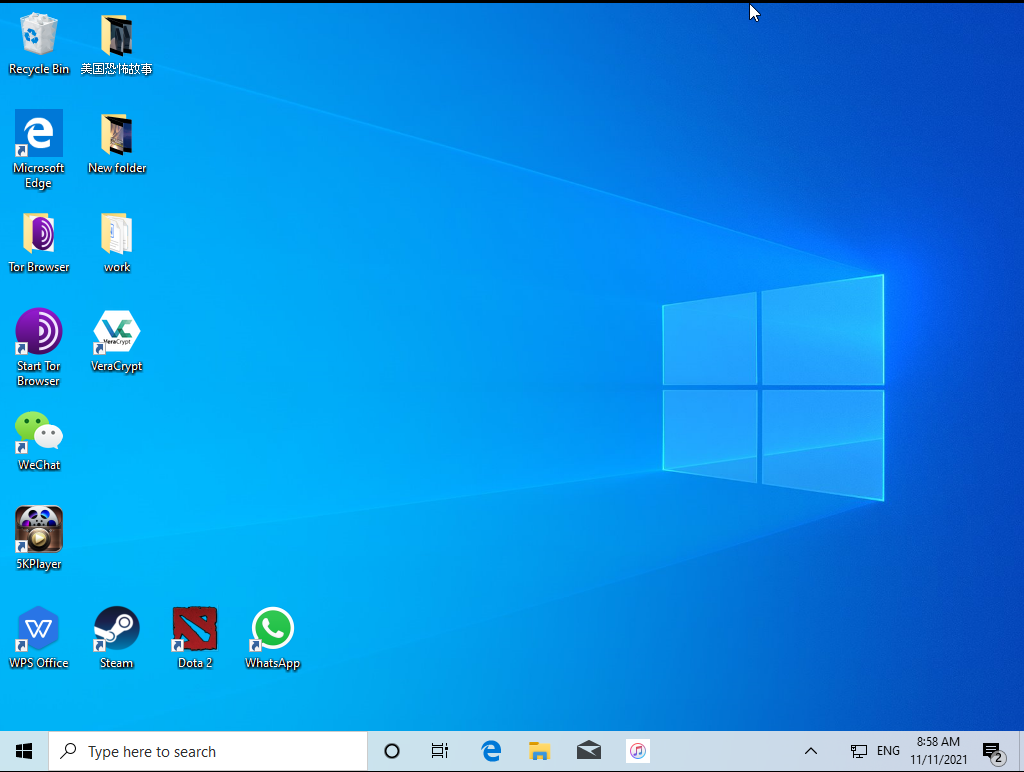 Recycle Bin
美国恐怖故事
Microsoft
Edge
New folder
Tor Browser
work
Start Tor
Browser
VeraCrypt
VeraCrypt
WeChat
5KPlayer
WPS Office
Steam
Dota 2
WhatsApp
Type here to search
ENG
8:58 AM
11/11/2021
2